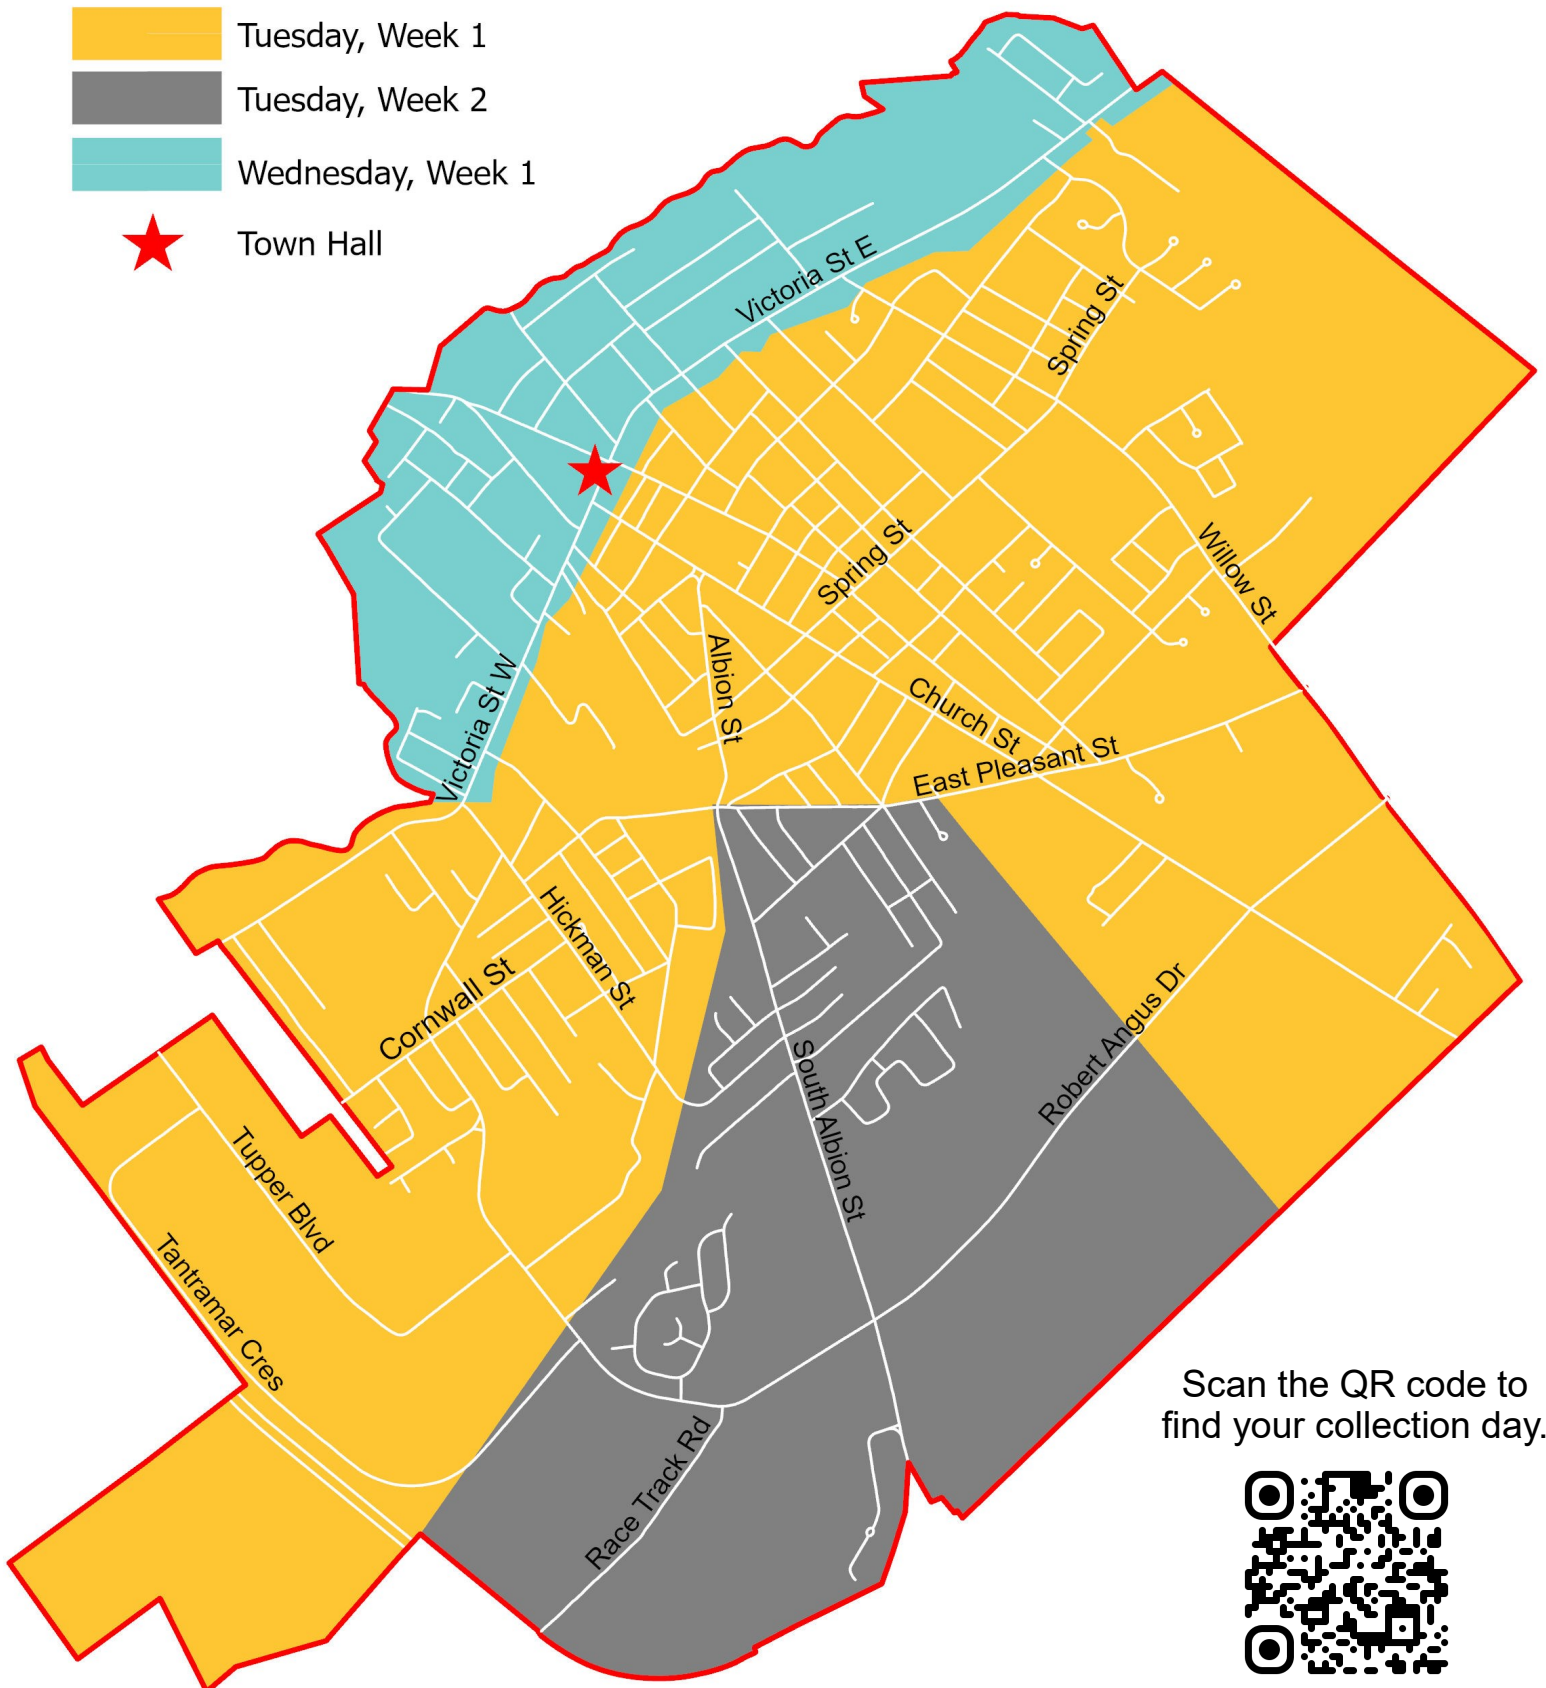 Tuesday, Week 1
Tuesday, Week 2
Wednesday, Week 1
Town Hall
Victoria St E
Spring St
Spring St
Willow St
Albion St
Victoria St W
Church St
East Pleasant St
Hickman St
Cornwall St
Robert Angus Dr
South Albion St
Tupper Blvd
Tantramar Cres
Race Track Rd
Scan the QR code to
find your collection day.